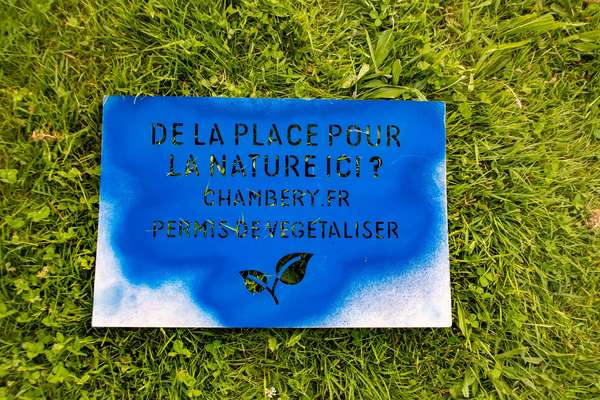 DE LA PLACE POUR
LA NATURE ICI ?
CHAMBERY.FR
PERMIS DE VEGETALISER